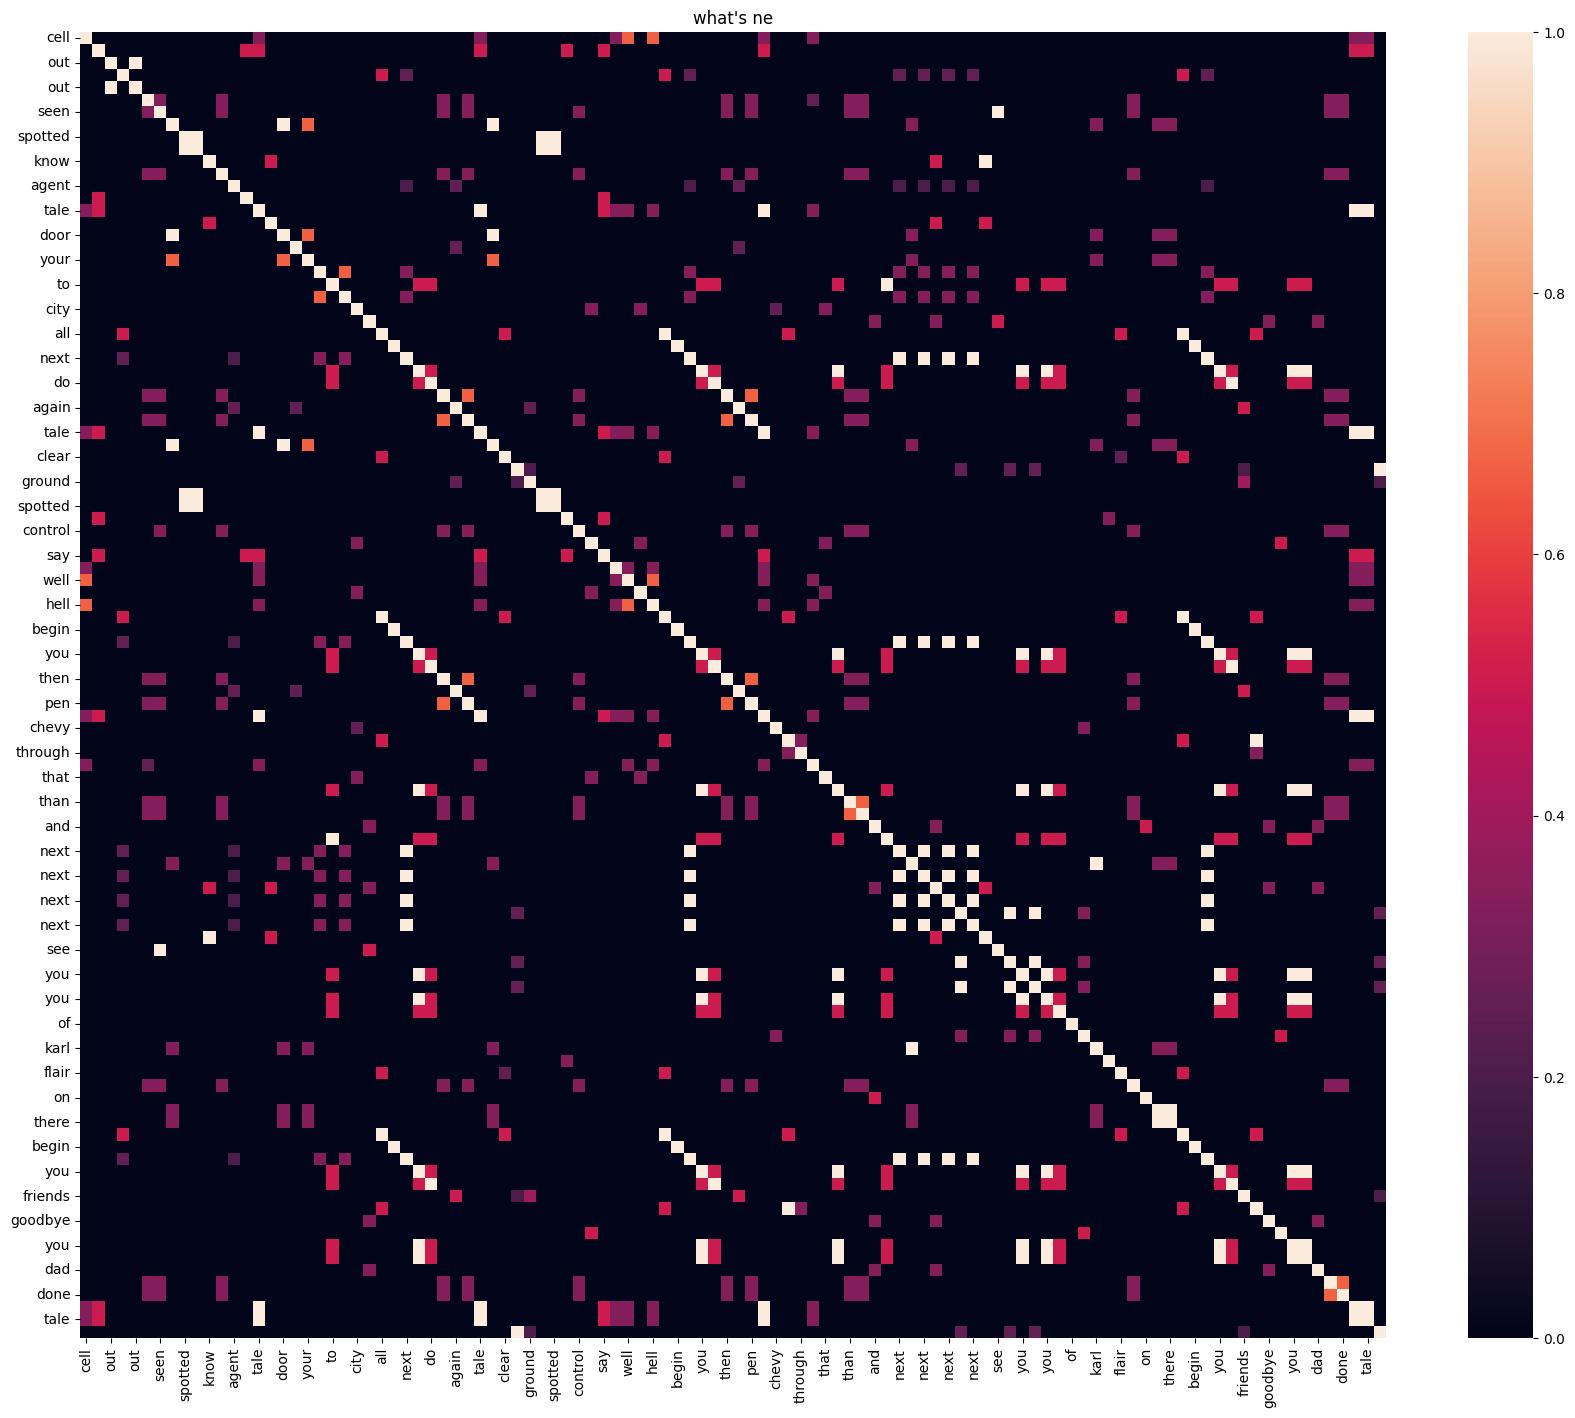 what's ne
cell
out
out
seen
spotted
know
agent
tale
door
your
to
city
all
next
do
again
tale
clear
ground
spotted
control
say
well
hell
begin
you
then
pen
chevy
through
that
than
and
next
next
next
next
see
you
you
of
karl
flair
on
there
begin
you
friends
goodbye
you
dad
done
tale
cell
out
out
seen
spotted
know
agent
tale
door
your
to
city
all
next
do
again
tale
clear
ground
spotted
control
say
well
hell
begin
you
then
pen
chevy
through
that
than
and
next
next
next
next
see
you
you
of
karl
flair
on
there
begin
you
friends
goodbye
you
dad
done
tale
1.0
0.8
0.6
0.4
0.2
0.0